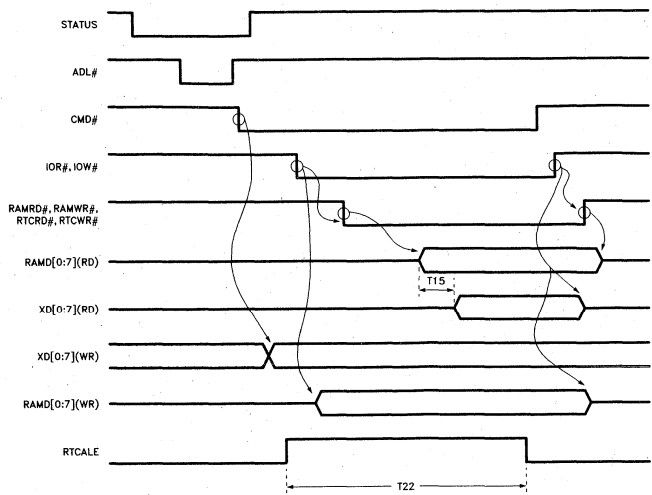 STATUS
ADL#
CMD#
IOR#, IOW#
RAMRD#, RAMWR#,
RTCRD#, RTCWR#
RAMD[0:7](RD)
T15
XD[0:7](RD)
XD[0:7](WR)
RAMD[0:7](WR)
RTCALE
T22